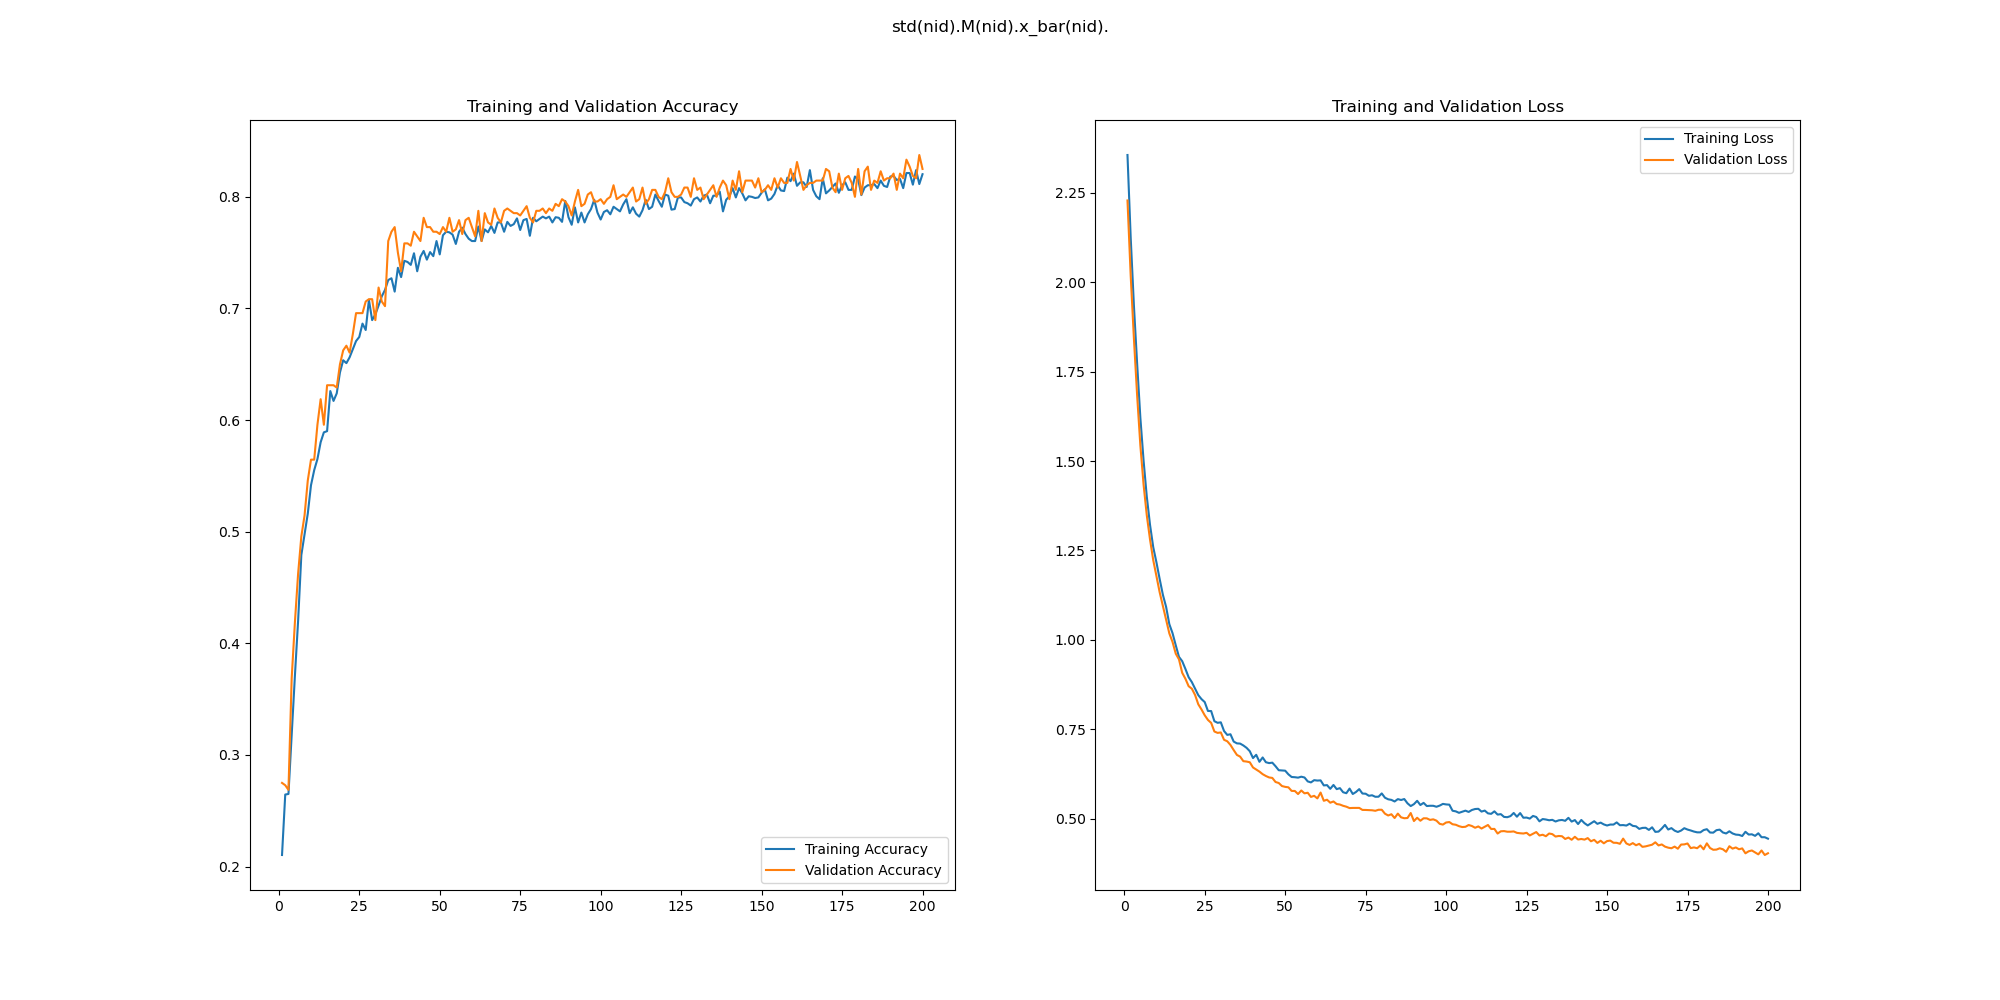 std(nid).M(nid).x_bar(nid).
Training and Validation Accuracy
0.8
0.7
0.6
0.5
0.4
0.3
0.2
0 25 50 75 100 125 150 175 200
Training Accuracy
Validation Accuracy
Training and Validation Loss
2.25
2.00
1.75
1.50
1.25
1.00
0.75
0.50
0 25 50 75 100 125 150 175 200
Training Loss
Validation Loss